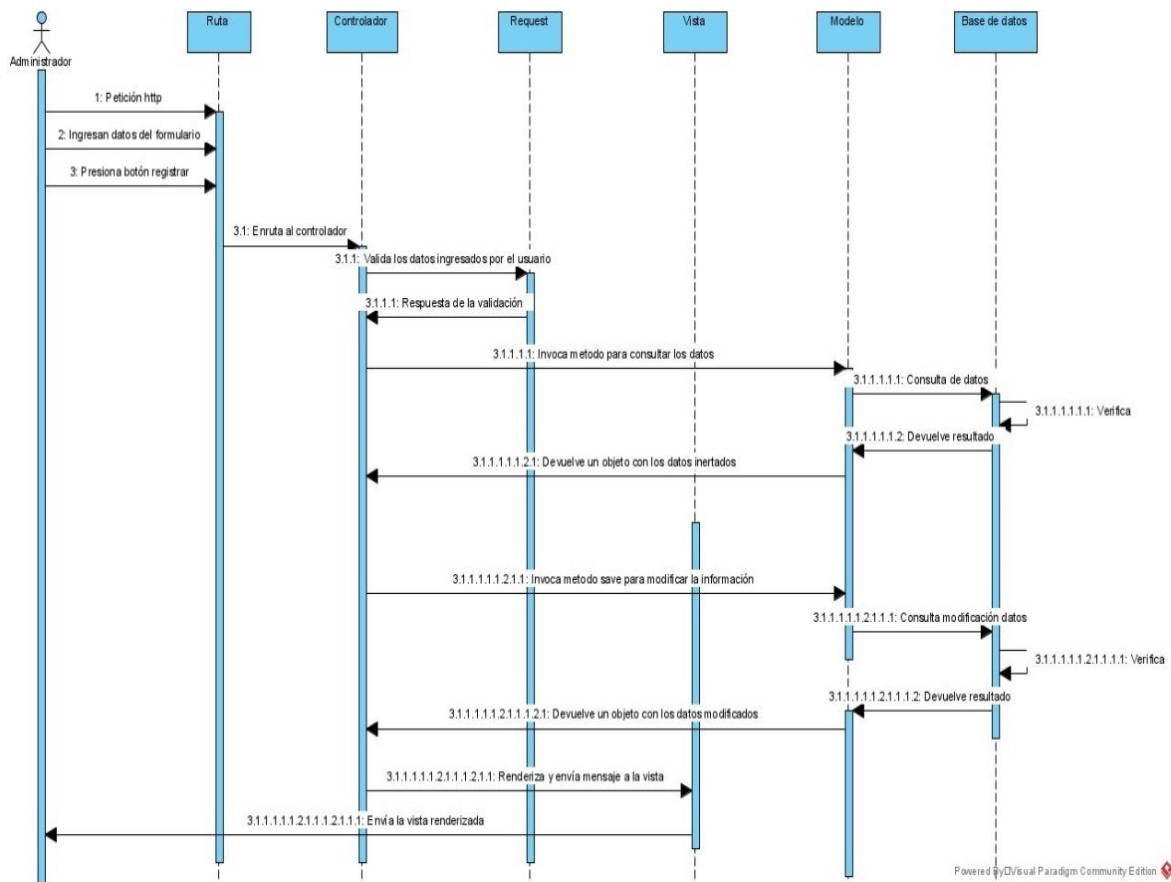 Ruta
Controlador
Request
Vista
Modelo
Base de datos
Administrador
1: Petición http
2: Ingresan datos del formulario
3: Presiona botón registrar
3.1: Enruta al controlador
3.1.1: Valida los datos ingresados por el usuario
3.1.1.1: Respuesta de la validación
3.1.1.1.1: Invoca metodo para consultar los datos
3.1.1.1.1.1: Consulta de datos
3.1.1.1.1.1.1: Verifica
3.1.1.1.1.1.2: Devuelve resultado
3.1.1.1.1.1.2.1: Devuelve un objeto con los datos inertados
3.1.1.1.1.1.2.1.1: Invoca metodo save para modificar la información
3.1.1.1.1.1.2.1.1.1: Consulta modificación datos
3.1.1.1.1.1.2.1.1.1.1: Verifica
3.1.1.1.1.1.2.1.1.1.2: Devuelve resultado
3.1.1.1.1.1.2.1.1.1.2.1: Devuelve un objeto con los datos modificados
3.1.1.1.1.1.2.1.1.1.2.1.1: Renderiza y envía mensaje a la vista
3.1.1.1.1.1.2.1.1.1.2.1.1.1: Envía la vista renderizada
Powered By Visual Paradigm Community Edition